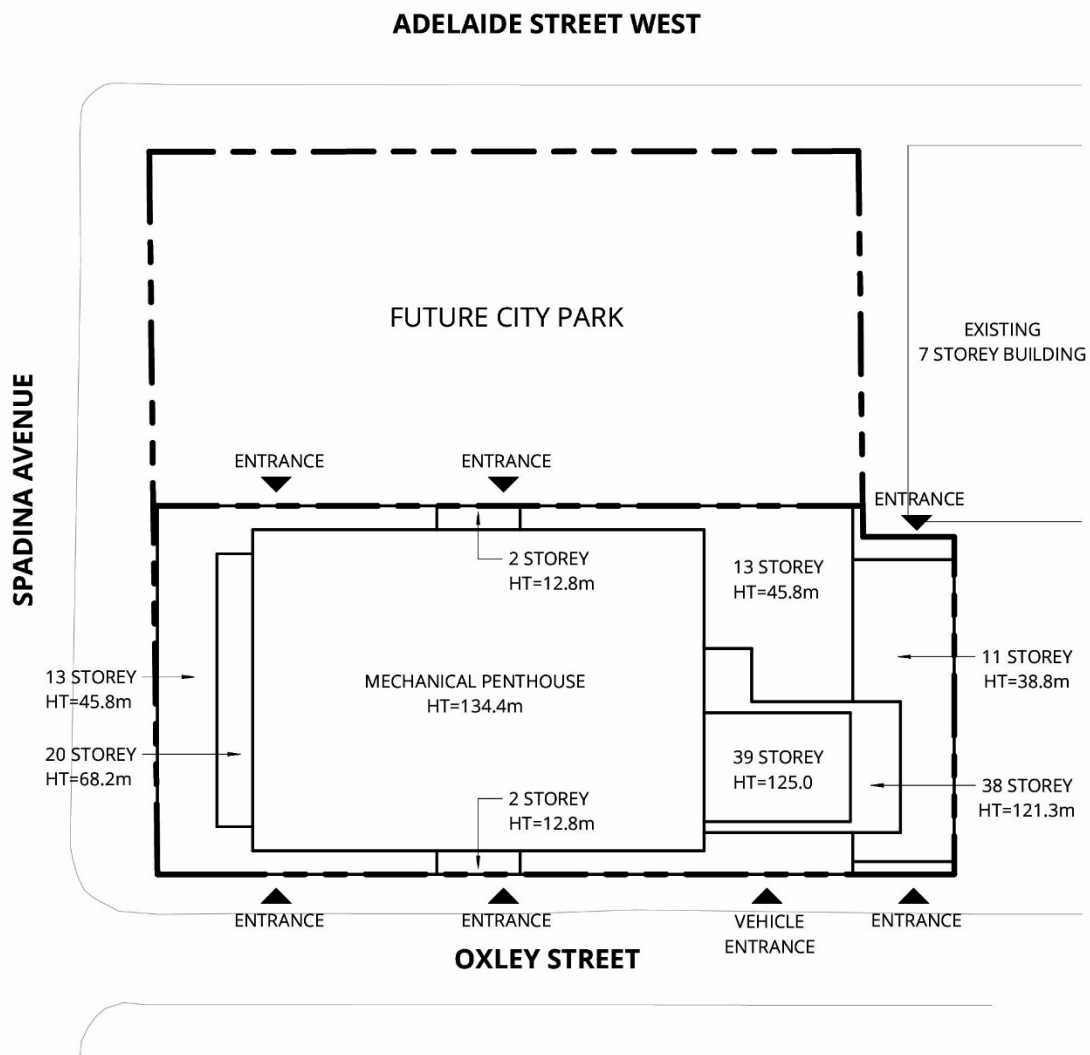 ADELAIDE STREET WEST
FUTURE CITY PARK
EXISTING
7 STOREY BUILDING
SPADINA AVENUE
ENTRANCE
ENTRANCE
ENTRANCE
2 STOREY
HT=12.8m
13 STOREY
HT=45.8m
13 STOREY
HT=45.8m
MECHANICAL PENTHOUSE
HT=134.4m
11 STOREY
HT=38.8m
20 STOREY
HT=68.2m
39 STOREY
HT=125.0
2 STOREY
HT=12.8m
38 STOREY
HT=121.3m
ENTRANCE
ENTRANCE
VEHICLE
ENTRANCE
ENTRANCE
OXLEY STREET